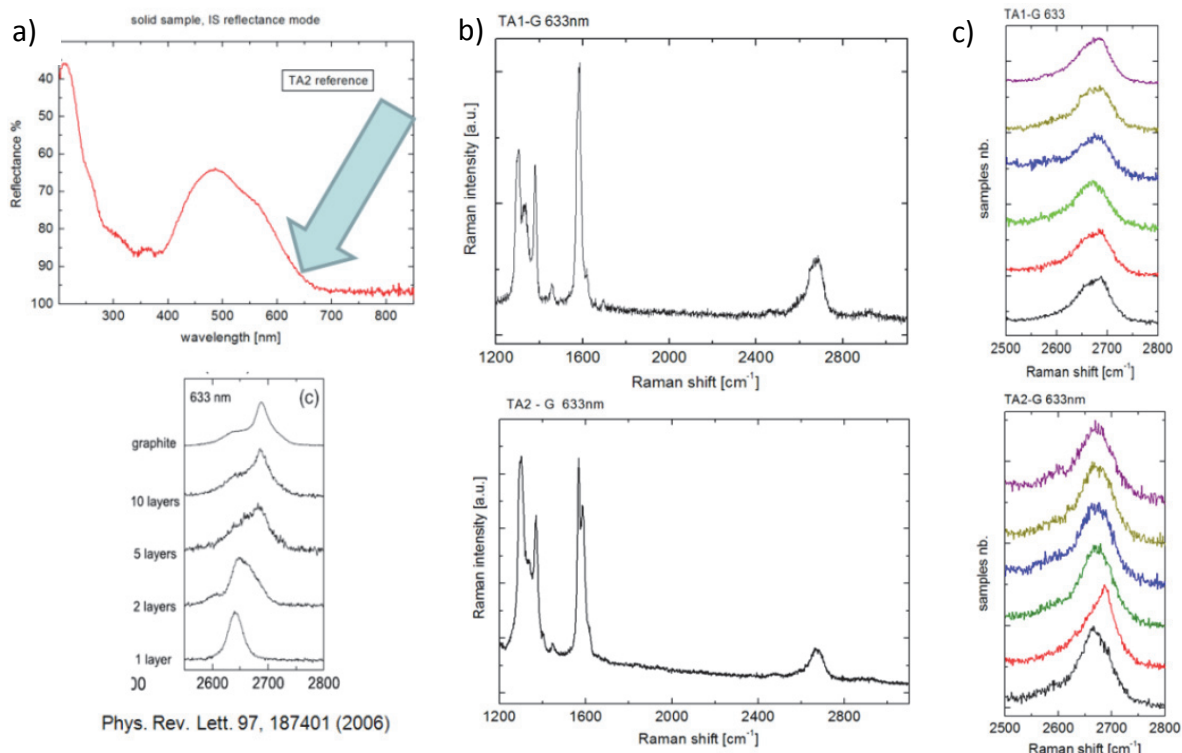 a)
solid sample, IS reflectance mode
TA2 reference
Reflectance %
40
50
60
70
80
90
100
300 400 500 600 700 800
wavelength [nm]
633 nm
(c)
graphite
10 layers
5 layers
2 layers
1 layer
00
2600 2700 2800
Phys. Rev. Lett. 97, 187401 (2006)
b)
TA1-G 633nm
Raman intensity [a.u.]
1200 1600 2000 2400 2800
Raman shift [cm-1]
TA2 - G 633nm
Raman intensity [a.u.]
1200 1600 2000 2400 2800
Raman shift [cm-1]
c)
TA1-G 633
samples nb.
2500 2600 2700 2800
Raman shift [cm-1]
TA2-G 633nm
samples nb.
2500 2600 2700 2800
Raman shift [cm-1]